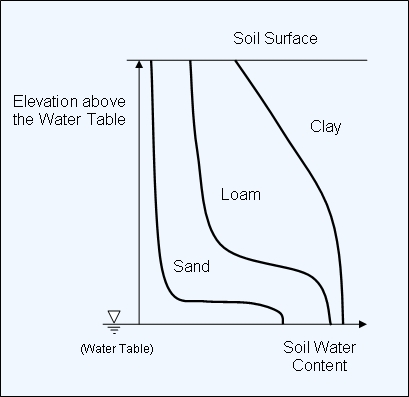 Soil Surface
Elevation above
the Water Table
Clay
Loam
Sand
(Water Table)
Soil Water
Content